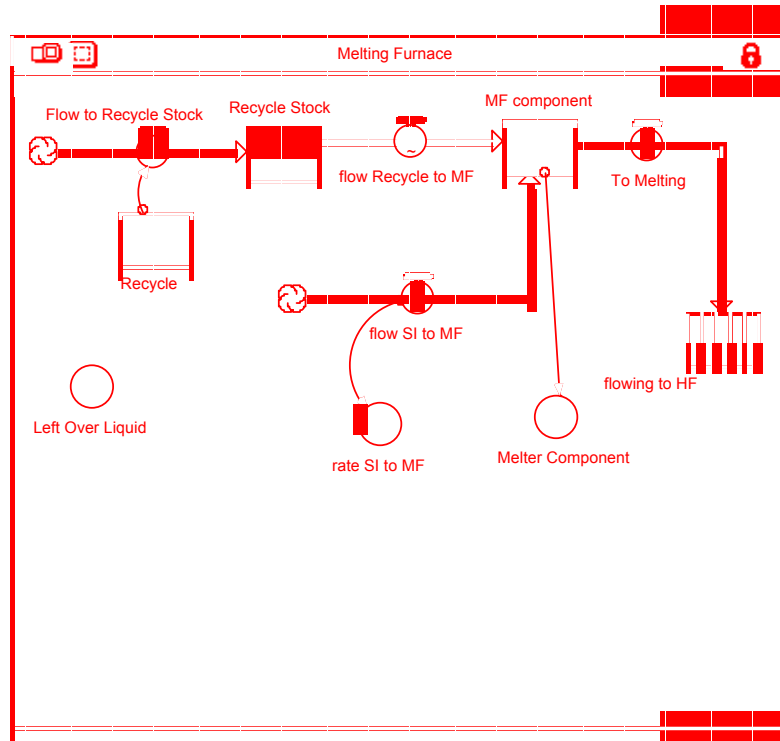 Melting Furnace
Flow to Recycle Stock
Recycle Stock
MF component
flow Recycle to MF
To Melting
~
Recycle
flow SI to MF
flowing to HF
Left Over Liquid
rate SI to MF
Melter Component